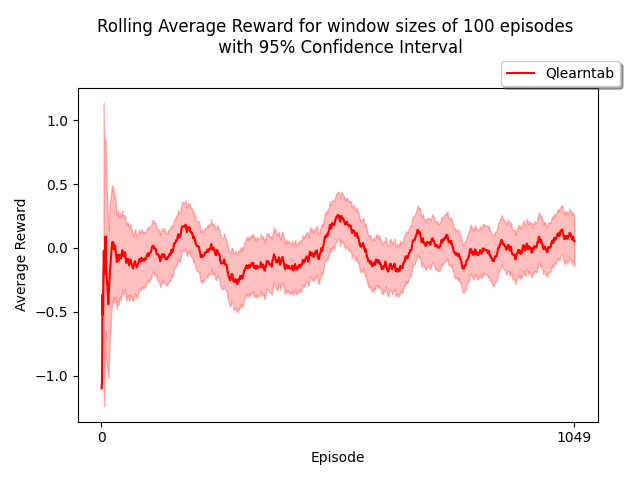 Rolling Average Reward for window sizes of 100 episodes
with 95% Confidence Interval
Qlearntab
1.0
0.5
0.0
−0.5
−1.0
Average Reward
0
1049
Episode